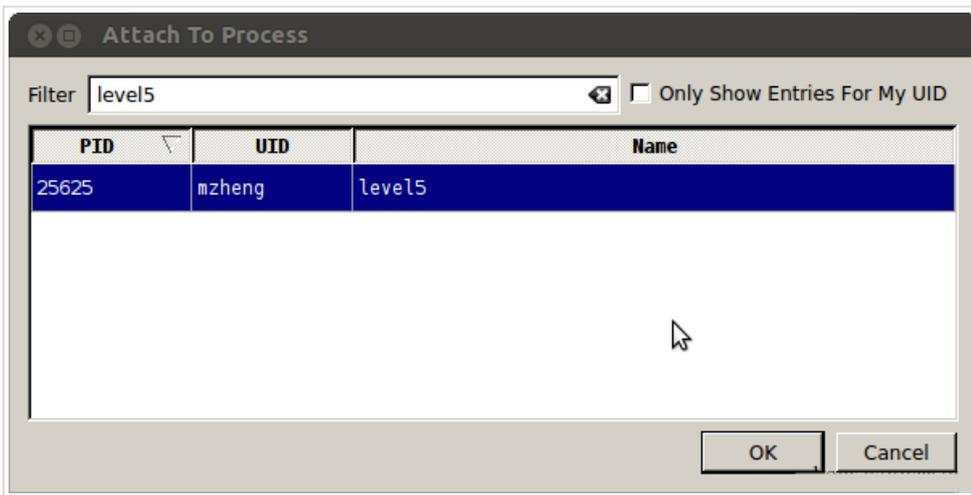 Attach To Process
Filter level5 Only Show Entries For My UID
PID UID Name
25625 mzheng level5
OK Cancel